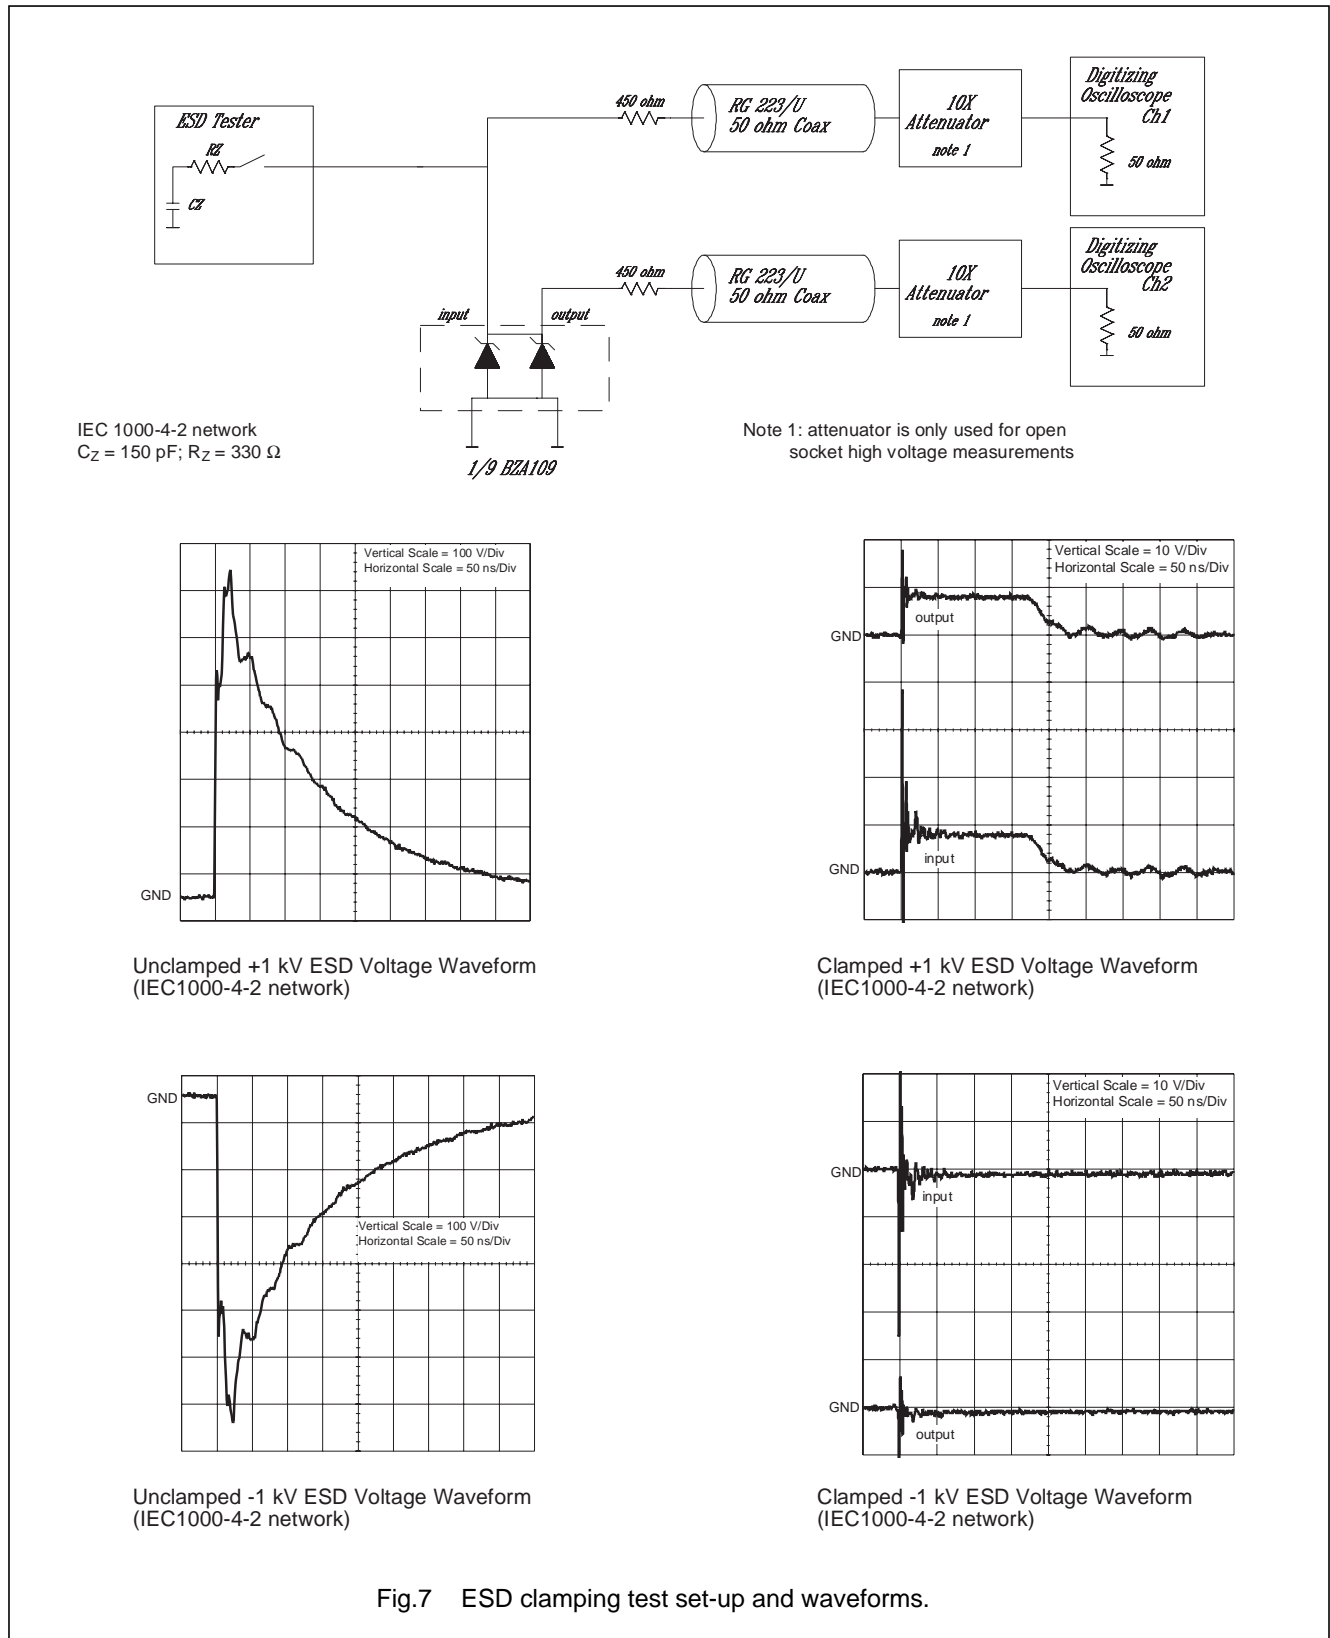 ESD Tester
RZ
CZ
450 ohm
RG 223/U
50 ohm Coax
10X
Attenuator
note 1
Digitizing
Oscilloscope
Ch1
50 ohm
450 ohm
RG 223/U
50 ohm Coax
10X
Attenuator
note 1
Digitizing
Oscilloscope
Ch2
50 ohm
input
output
1/9 BZA109
IEC 1000-4-2 network
CZ = 150 pF; RZ = 330 Ω
Note 1: attenuator is only used for open
socket high voltage measurements
Vertical Scale = 100 V/Div
Horizontal Scale = 50 ns/Div
GND
Unclamped +1 kV ESD Voltage Waveform
(IEC1000-4-2 network)
Vertical Scale = 10 V/Div
Horizontal Scale = 50 ns/Div
GND
output
GND
input
Clamped +1 kV ESD Voltage Waveform
(IEC1000-4-2 network)
GND
Vertical Scale = 100 V/Div
Horizontal Scale = 50 ns/Div
Unclamped -1 kV ESD Voltage Waveform
(IEC1000-4-2 network)
Vertical Scale = 10 V/Div
Horizontal Scale = 50 ns/Div
GND
input
GND
output
Clamped -1 kV ESD Voltage Waveform
(IEC1000-4-2 network)
Fig.7 ESD clamping test set-up and waveforms.